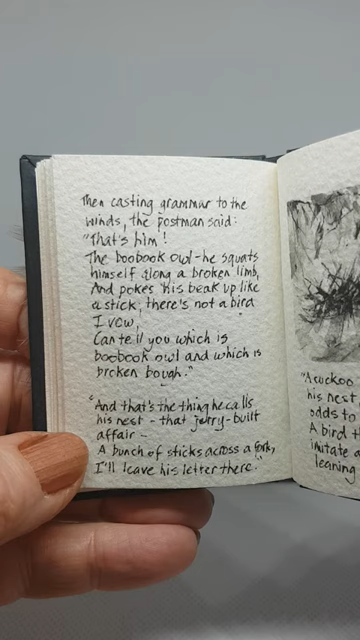 Then casting grammar to the
winds, the postman said:
"That's him!
The boobook owl-he squats
himself along a broken limb,
And pokes his beak up like
a stick; there's not a bird
I vow,
Can tell you which is
boobook owl and which is
broken bough."
"And that's the thing he calls
his nest - that jerry-built
affair -
A bunch of sticks across a fork,
I'll leave his letter there."
"A cuckoo
his nest,
odds to
A bird th
imitate a
leaning